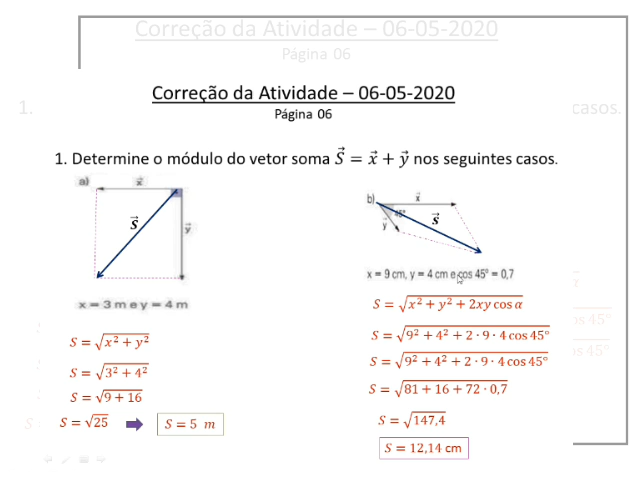 Correção da Atividade – 06-05-2020
Página 06
1.
casos.
Correção da Atividade – 06-05-2020
Página 06
1. Determine o módulo do vetor soma S⃗ = x⃗ + y⃗ nos seguintes casos.
a) x⃗
S⃗
y⃗
x = 3 m e y = 4 m
S = √(x² + y²)
S = √(3² + 4²)
S = √(9 + 16)
S = √25
S = 5 m
b) x⃗
45°
y⃗
S⃗
x = 9 cm, y = 4 cm e cos 45° = 0,7
S = √(x² + y² + 2xy cos α)
S = √(9² + 4² + 2 · 9 · 4 cos 45°)
S = √(9² + 4² + 2 · 9 · 4 cos 45°)
S = √(81 + 16 + 72 · 0,7)
S = √147,4
S = 12,14 cm